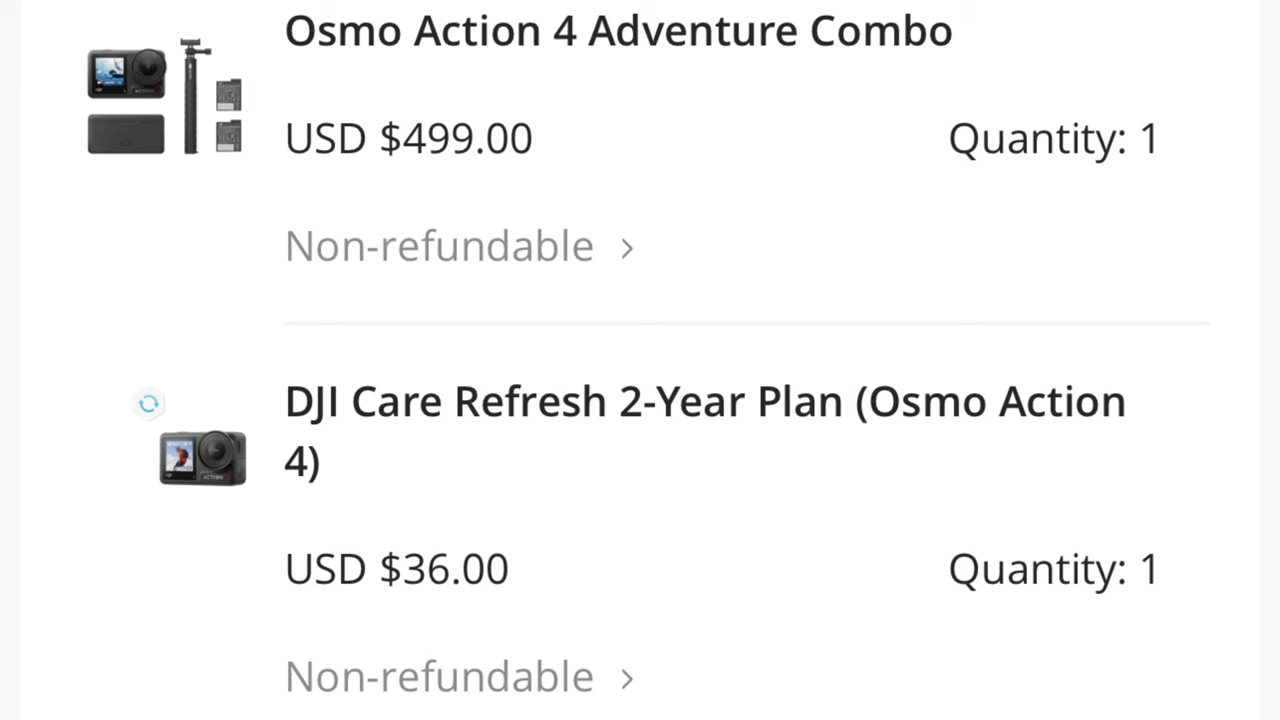 Osmo Action 4 Adventure Combo
USD $499.00 Quantity: 1
Non-refundable >
DJI Care Refresh 2-Year Plan (Osmo Action
4)
USD $36.00 Quantity: 1
Non-refundable >